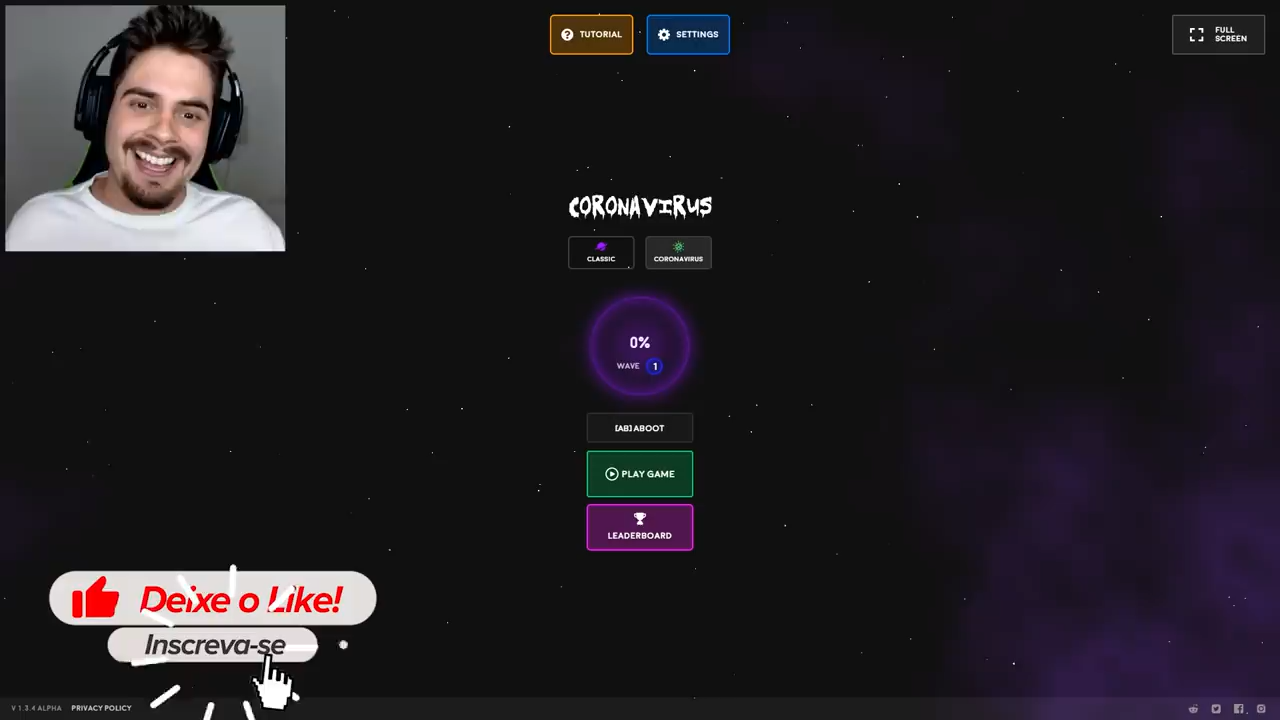 TUTORIAL
SETTINGS
FULL
SCREEN
CORONAVIRUS
CLASSIC
CORONAVIRUS
0%
WAVE 1
[AB] ABOOT
PLAY GAME
LEADERBOARD
Deixe o Like!
Inscreva-se
V 1.3.4 ALPHA PRIVACY POLICY